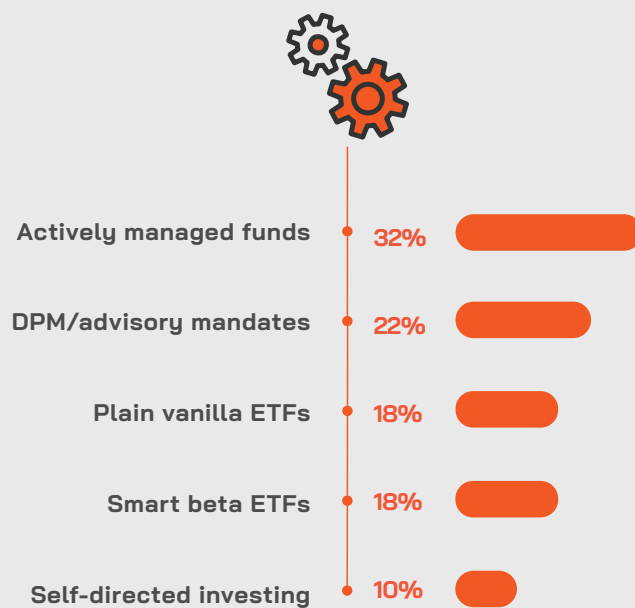 Actively managed funds 32%
DPM/advisory mandates 22%
Plain vanilla ETFs 18%
Smart beta ETFs 18%
Self-directed investing 10%